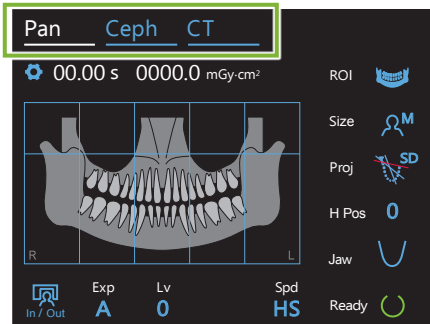 Pan Ceph CT
00.00 s 0000.0 mGy·cm²
ROI
Size M
Proj SD
H Pos 0
R L
Jaw
Exp Lv Spd
In / Out A 0 HS
Ready